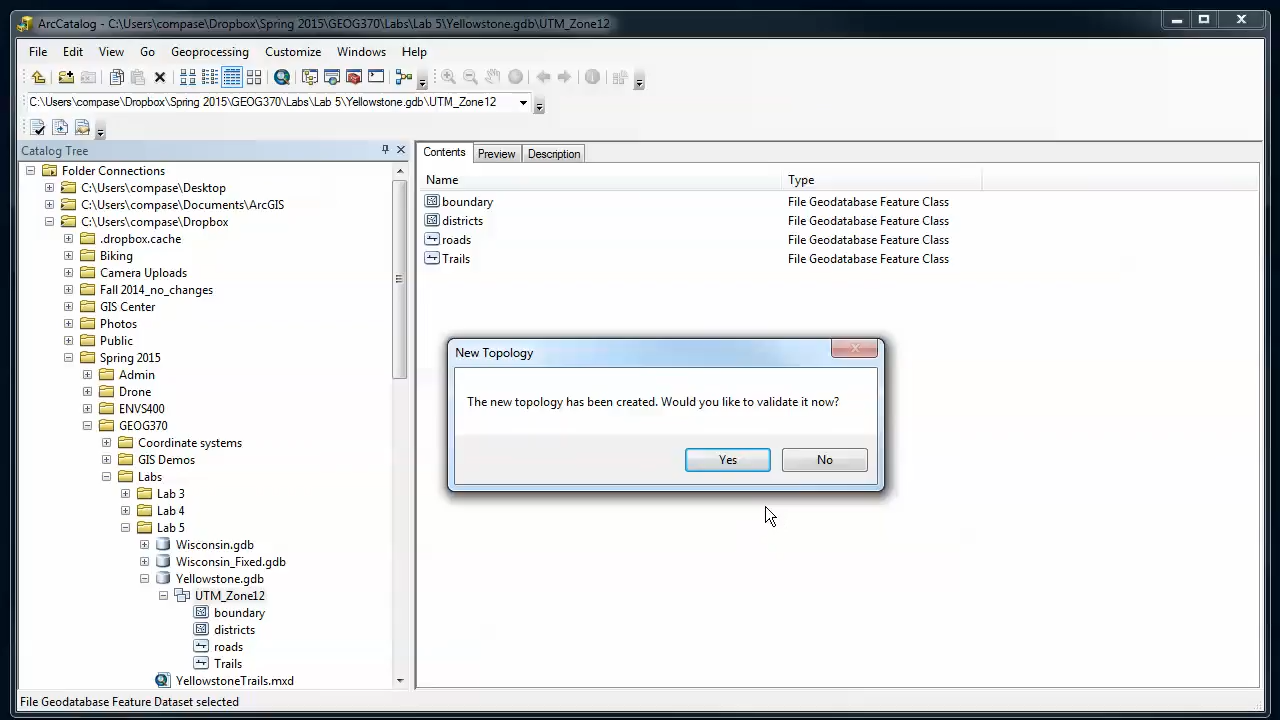 ArcCatalog - C:\Users\compase\Dropbox\Spring 2015\GEOG370\Labs\Lab 5\Yellowstone.gdb\UTM_Zone12
File Edit View Go Geoprocessing Customize Windows Help
C:\Users\compase\Dropbox\Spring 2015\GEOG370\Labs\Lab 5\Yellowstone.gdb\UTM_Zone12
Catalog Tree
Folder Connections
C:\Users\compase\Desktop
C:\Users\compase\Documents\ArcGIS
C:\Users\compase\Dropbox
.dropbox.cache
Biking
Camera Uploads
Fall 2014_no_changes
GIS Center
Photos
Public
Spring 2015
Admin
Drone
ENVS400
GEOG370
Coordinate systems
GIS Demos
Labs
Lab 3
Lab 4
Lab 5
Wisconsin.gdb
Wisconsin_Fixed.gdb
Yellowstone.gdb
UTM_Zone12
boundary
districts
roads
Trails
YellowstoneTrails.mxd
Contents Preview Description
Name Type
boundary File Geodatabase Feature Class
districts File Geodatabase Feature Class
roads File Geodatabase Feature Class
Trails File Geodatabase Feature Class
New Topology
The new topology has been created. Would you like to validate it now?
Yes No
File Geodatabase Feature Dataset selected